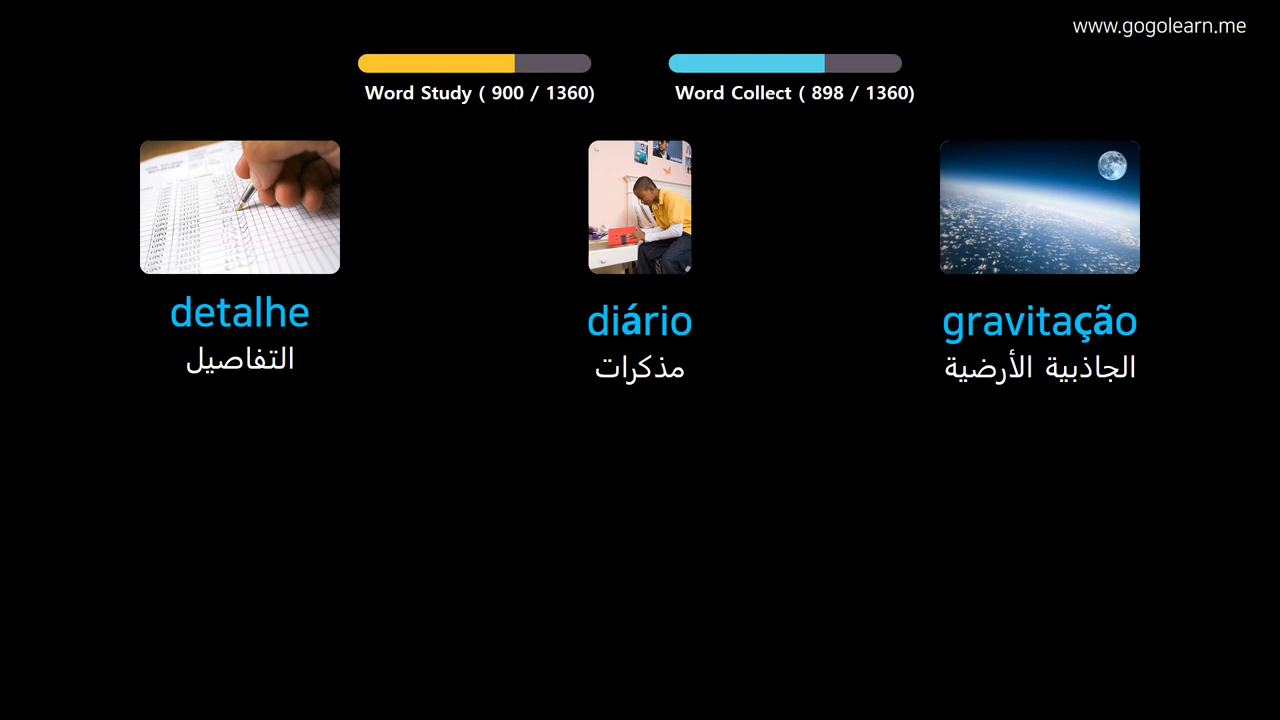 www.gogolearn.me
Word Study ( 900 / 1360)
Word Collect ( 898 / 1360)
detalhe
التفاصيل
diário
مذكرات
gravitação
الجاذبية الأرضية